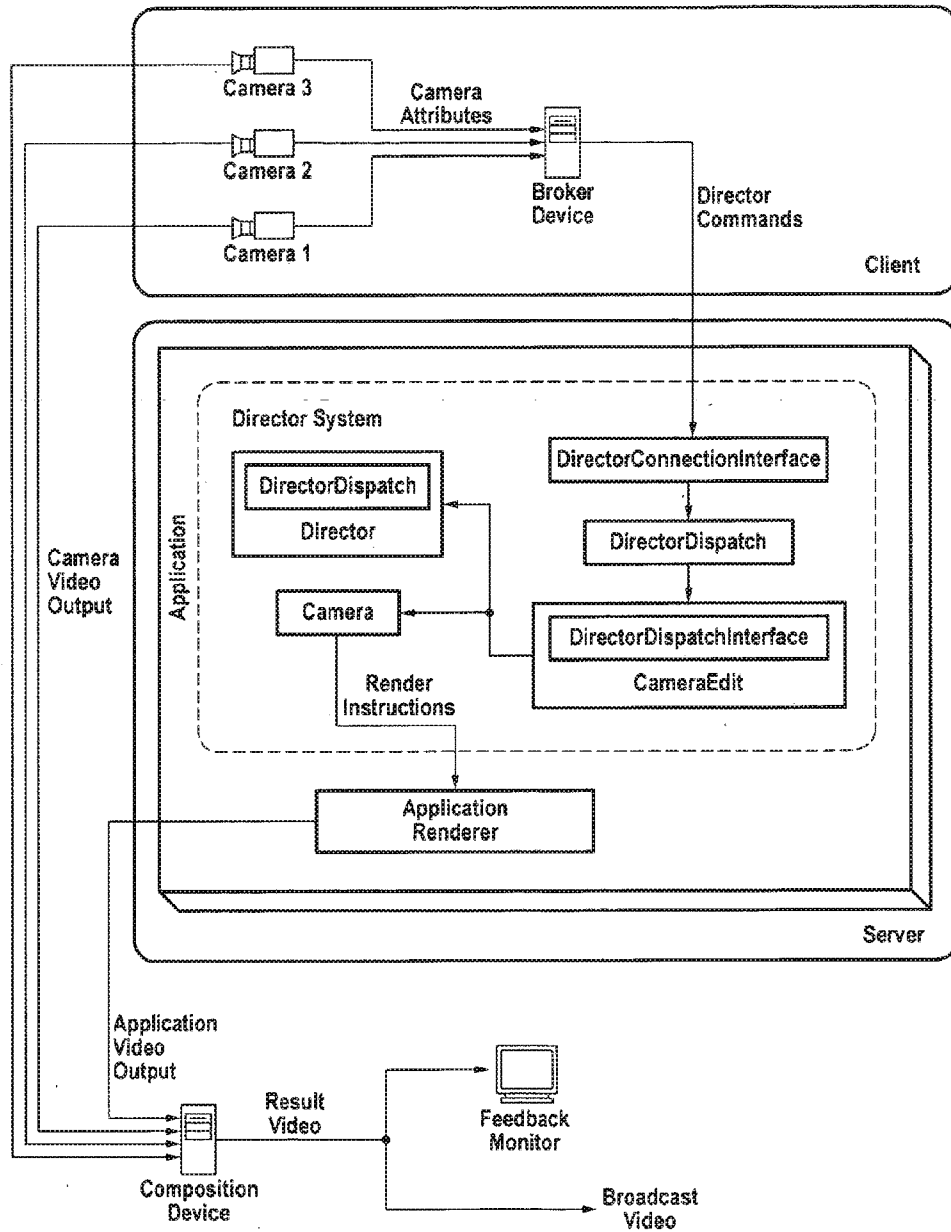 Camera 3
Camera
Attributes
Camera 2
Broker
Device
Director
Commands
Camera 1
Client
Director System
DirectorConnectionInterface
DirectorDispatch
Director
DirectorDispatch
Camera
Video
Output
Application
Camera
DirectorDispatchInterface
CameraEdit
Render
Instructions
Application
Renderer
Server
Application
Video
Output
Result
Video
Feedback
Monitor
Composition
Device
Broadcast
Video